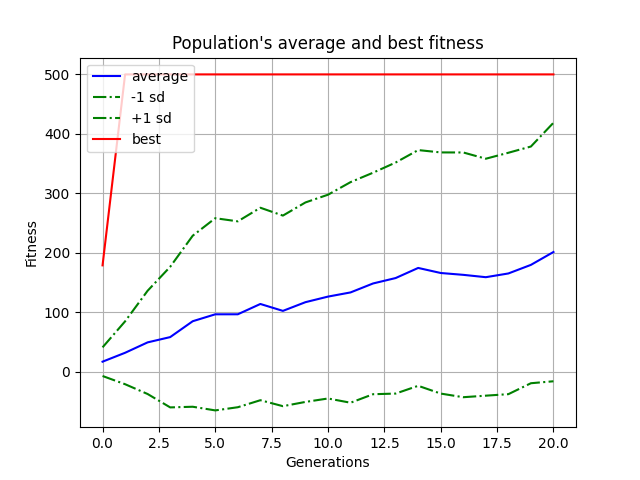 Population's average and best fitness
Fitness
500
400
300
200
100
0
average
-1 sd
+1 sd
best
0.0 2.5 5.0 7.5 10.0 12.5 15.0 17.5 20.0
Generations